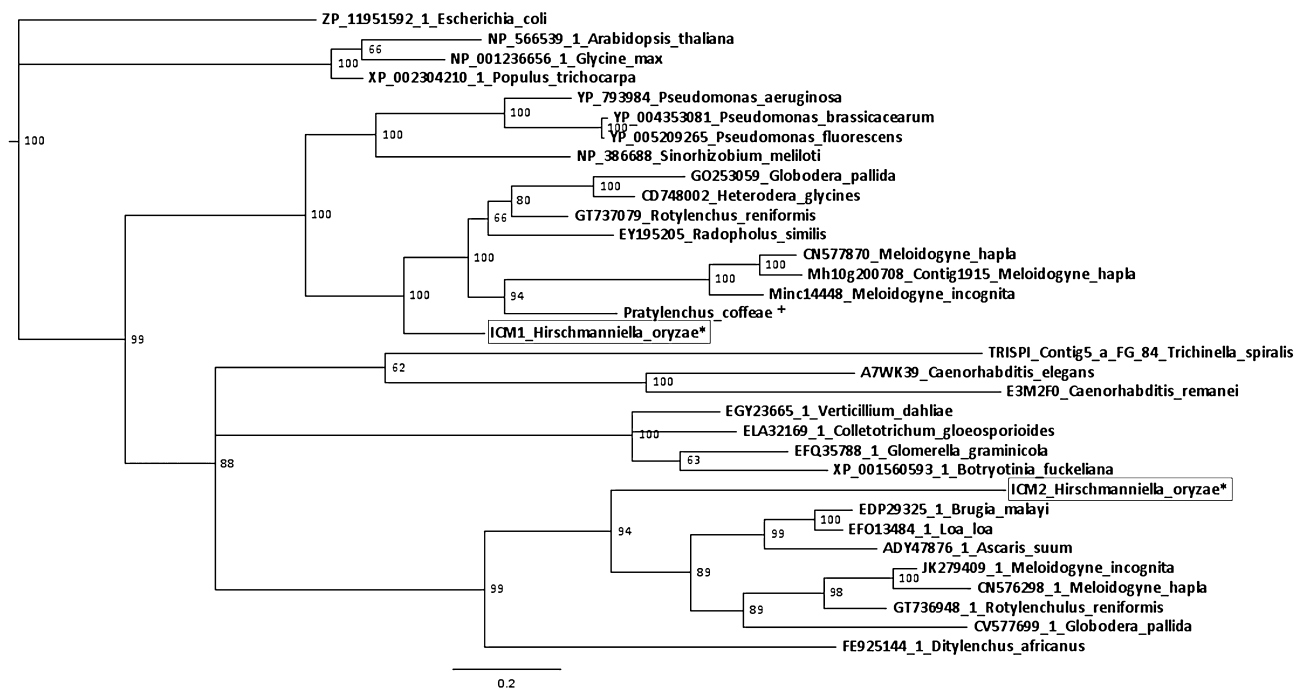 ZP_11951592_1_Escherichia_coli
NP_566539_1_Arabidopsis_thaliana
66
NP_001236656_1_Glycine_max
100
XP_002304210_1_Populus_trichocarpa
YP_793984_Pseudomonas_aeruginosa
100
YP_004353081_Pseudomonas_brassicacearum
100
100
YP_005209265_Pseudomonas_fluorescens
100
NP_386688_Sinorhizobium_meliloti
GO253059_Globodera_pallida
100
CD748002_Heterodera_glycines
80
100
GT737079_Rotylenchus_reniformis
66
EY195205_Radopholus_similis
CN577870_Meloidogyne_hapla
100
100
Mh10g200708_Contig1915_Meloidogyne_hapla
100
Minc14448_Meloidogyne_incognita
100
94
Pratylenchus_coffeae +
ICM1_Hirschmanniella_oryzae*
99
TRISPI_Contig5_a_FG_84_Trichinella_spiralis
62
A7WK39_Caenorhabditis_elegans
100
E3M2F0_Caenorhabditis_remanei
EGY23665_1_Verticillium_dahliae
ELA32169_1_Colletotrichum_gloeosporioides
100
EFQ35788_1_Glomerella_graminicola
63
88
XP_001560593_1_Botryotinia_fuckeliana
ICM2_Hirschmanniella_oryzae*
EDP29325_1_Brugia_malayi
100
EFO13484_1_Loa_loa
94
99
ADY47876_1_Ascaris_suum
JK279409_1_Meloidogyne_incognita
89
100
CN576298_1_Meloidogyne_hapla
99
98
GT736948_1_Rotylenchulus_reniformis
89
CV577699_1_Globodera_pallida
FE925144_1_Ditylenchus_africanus
0.2